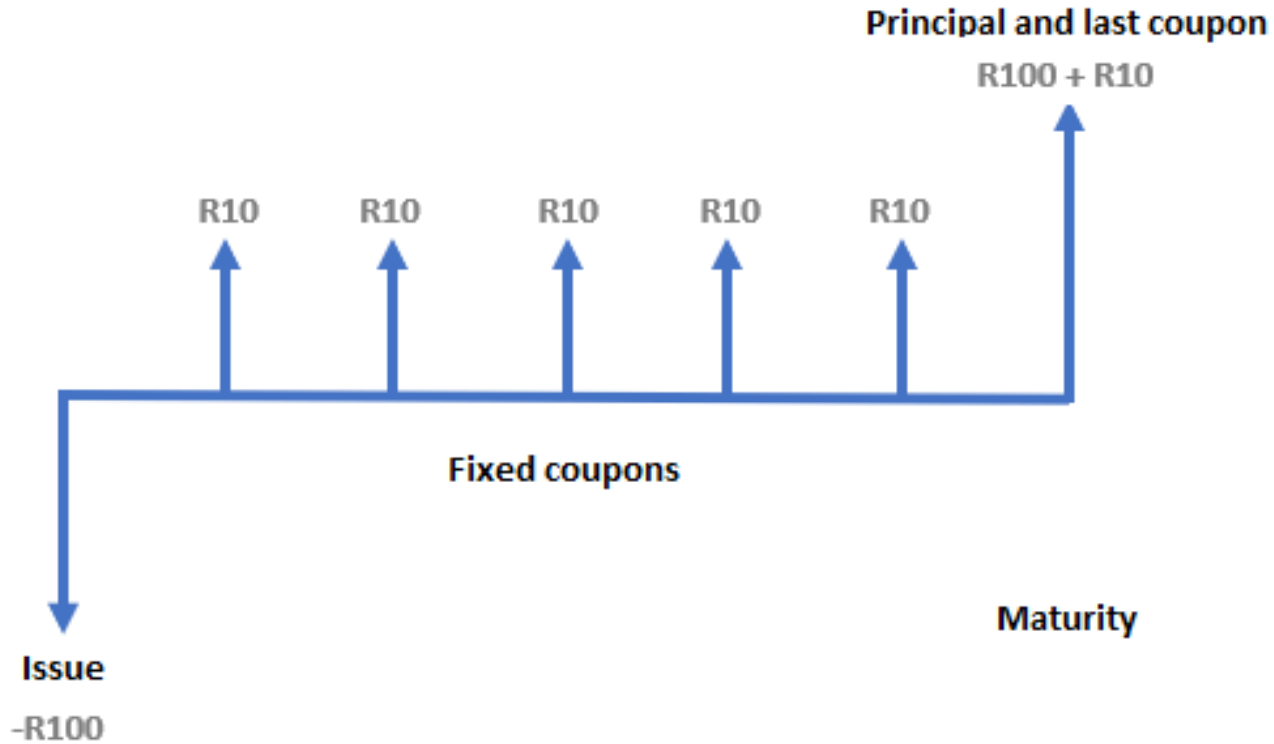 Principal and last coupon
R100 + R10
R10 R10 R10 R10 R10
Fixed coupons
Maturity
Issue
-R100